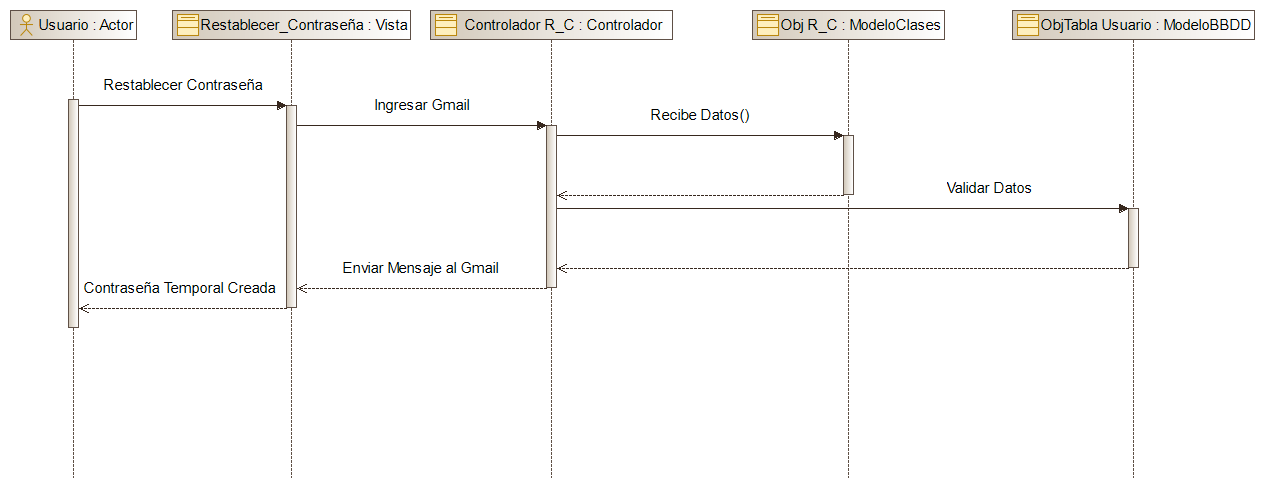 Usuario : Actor
Restablecer_Contraseña : Vista
Controlador R_C : Controlador
Obj R_C : ModeloClases
ObjTabla Usuario : ModeloBBDD
Restablecer Contraseña
Ingresar Gmail
Recibe Datos()
Validar Datos
Enviar Mensaje al Gmail
Contraseña Temporal Creada